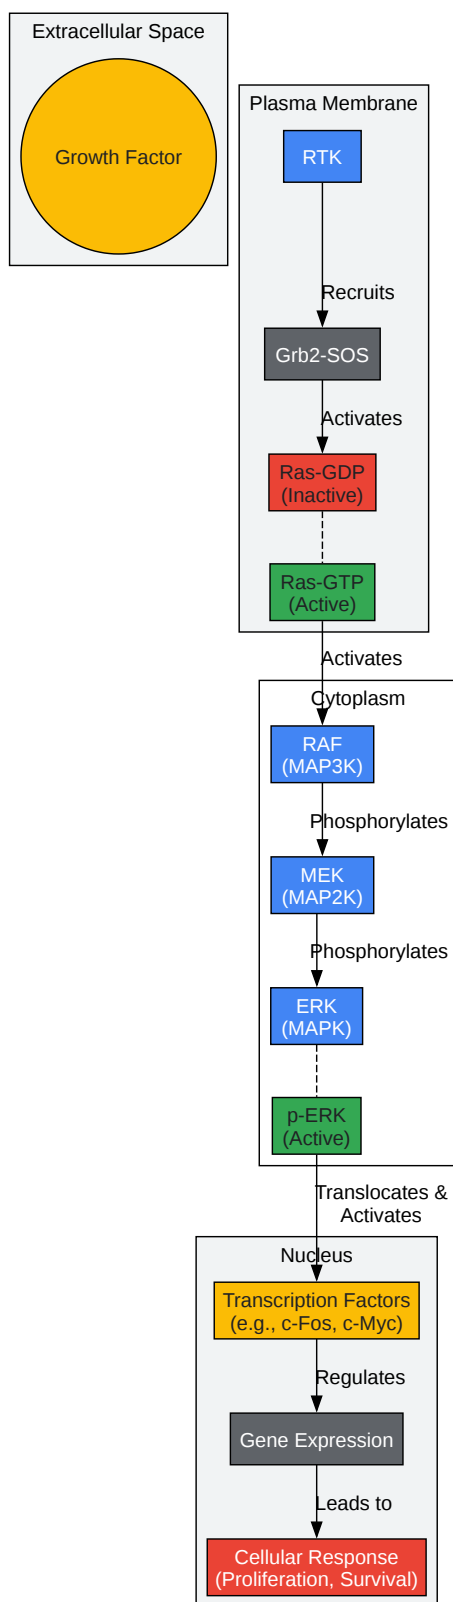 Extracellular Space
Growth Factor
Plasma Membrane
RTK
Recruits
Grb2-SOS
Activates
Ras-GDP
(Inactive)
Ras-GTP
(Active)
Activates
Cytoplasm
RAF
(MAP3K)
Phosphorylates
MEK
(MAP2K)
Phosphorylates
ERK
(MAPK)
p-ERK
(Active)
Translocates &
Activates
Nucleus
Transcription Factors
(e.g., c-Fos, c-Myc)
Regulates
Gene Expression
Leads to
Cellular Response
(Proliferation, Survival)